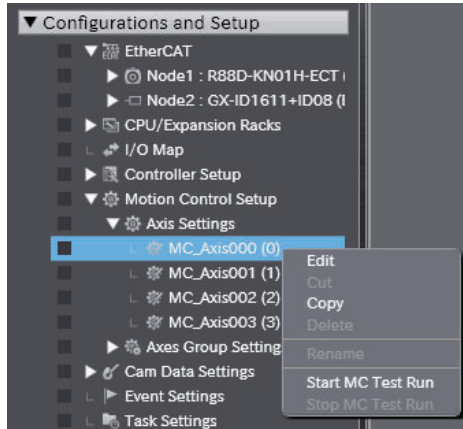 Configurations and Setup
EtherCAT
Node1 : R88D-KN01H-ECT (
Node2 : GX-ID1611+ID08 (
CPU/Expansion Racks
I/O Map
Controller Setup
Motion Control Setup
Axis Settings
MC_Axis000 (0)
MC_Axis001 (1)
MC_Axis002 (2)
MC_Axis003 (3)
Axes Group Setting
Cam Data Settings
Event Settings
Task Settings
Edit
Cut
Copy
Delete
Rename
Start MC Test Run
Stop MC Test Run